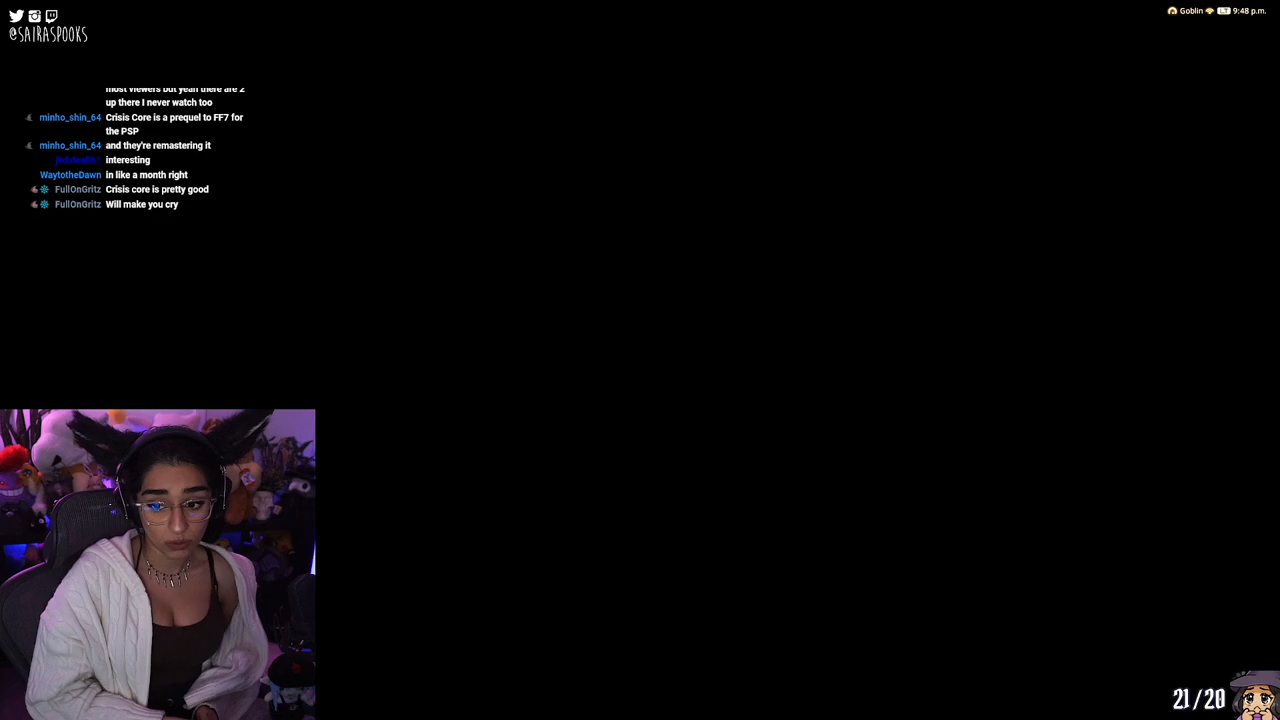 Goblin LT 9:48 p.m.
@SAIRASPOOKS
most viewers but yeah there are 2
up there I never watch too
minho_shin_64 Crisis Core is a prequel to FF7 for
the PSP
minho_shin_64 and they're remastering it
interesting
WaytotheDawn in like a month right
FullOnGritz Crisis core is pretty good
FullOnGritz Will make you cry
21/20